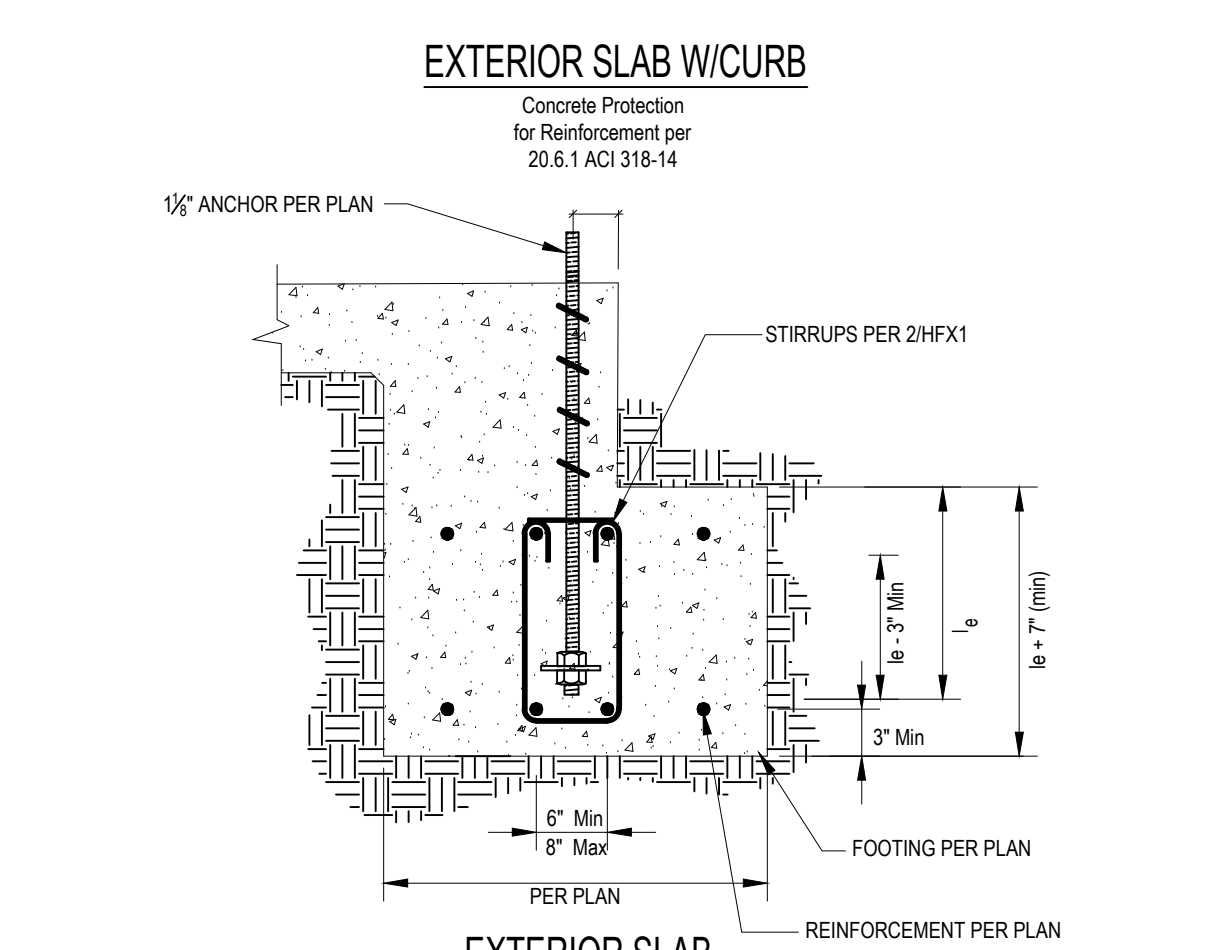 EXTERIOR SLAB W/CURB
Concrete Protection
for Reinforcement per
20.6.1 ACI 318-14
1⅛" ANCHOR PER PLAN
STIRRUPS PER 2/HFX1
le - 3" Min
le
le + 7" (min)
3" Min
6" Min
8" Max
FOOTING PER PLAN
PER PLAN
REINFORCEMENT PER PLAN
EXTERIOR SLAB